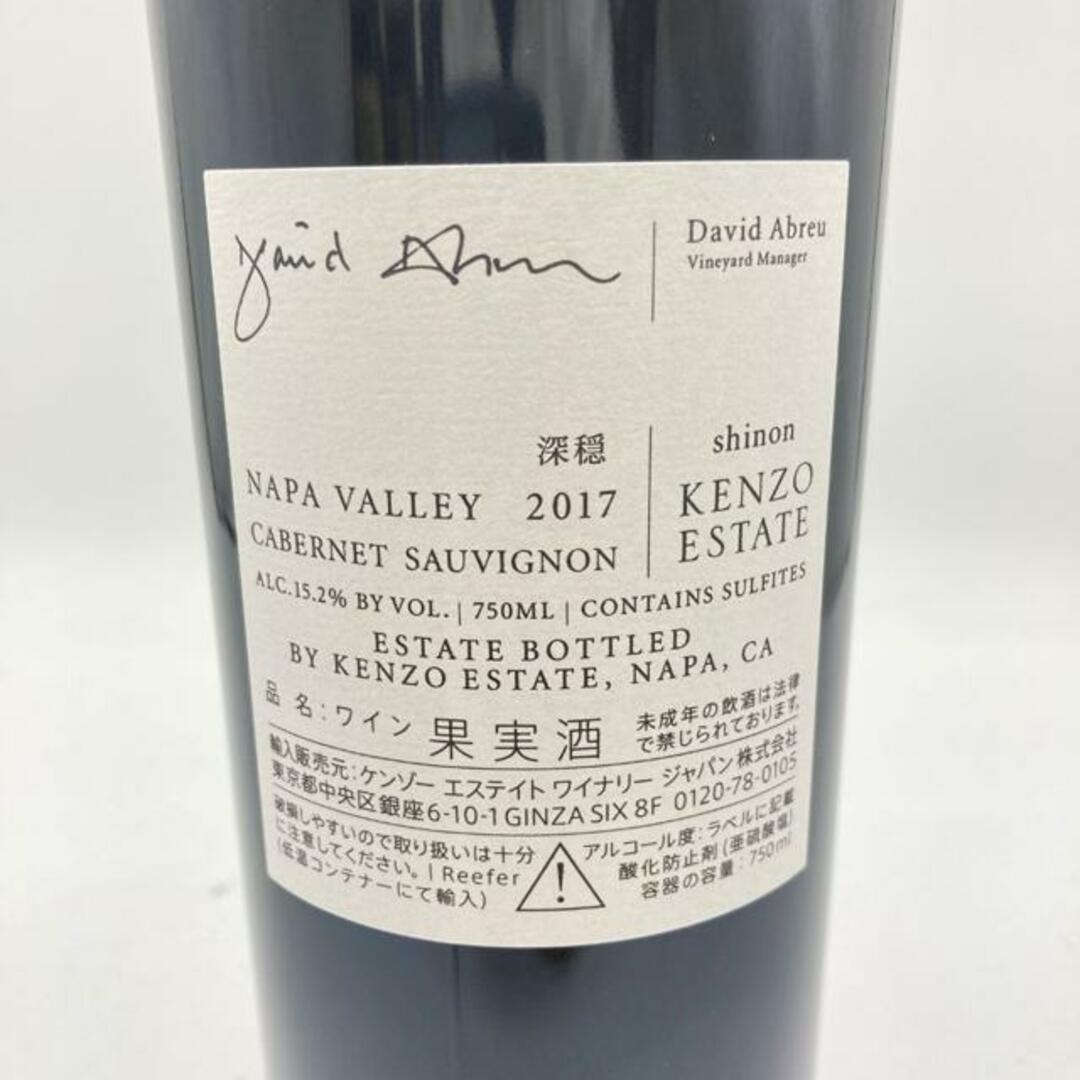 David Abreu
David Abreu
Vineyard Manager
深穏
NAPA VALLEY 2017
CABERNET SAUVIGNON
shinon
KENZO
ESTATE
ALC.15.2% BY VOL. | 750ML | CONTAINS SULFITES
ESTATE BOTTLED
BY KENZO ESTATE, NAPA, CA
品 名:ワイン 果実酒
未成年の飲酒は法律
で禁じられております。
輸入販売元:ケンゾー エステイト ワイナリー ジャパン株式会社
東京都中央区銀座6-10-1 GINZA SIX 8F 0120-78-0105
破損しやすいので取り扱いは十分
に注意してください。| Reefer
(低温コンテナーにて輸入)
アルコール度:ラベルに記載
酸化防止剤(亜硫酸塩)
容器の容量:750ml